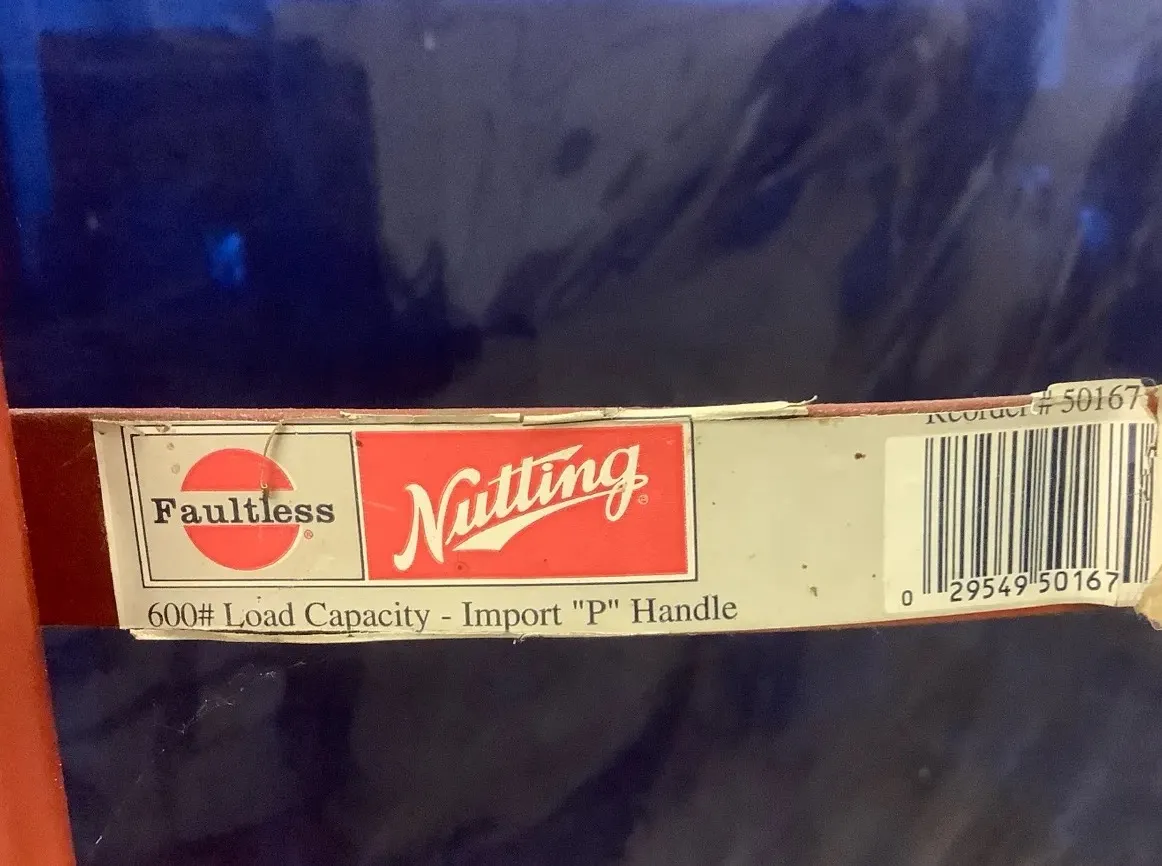 Faultless®
Nutting®
600# Load Capacity - Import "P" Handle
Reorder # 50167
0 29549 50167